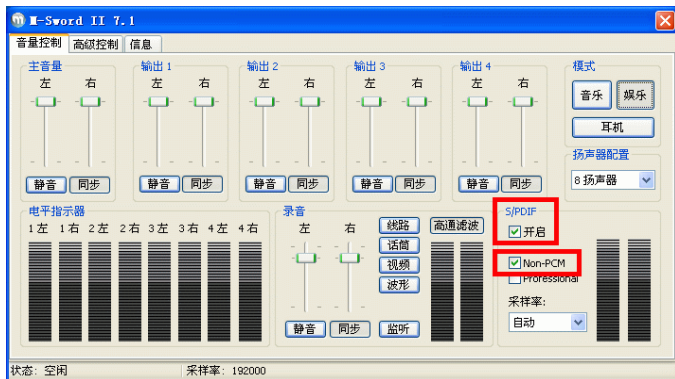 M-Sword II 7.1
音量控制 高级控制 信息
主音量 输出 1 输出 2 输出 3 输出 4 模式
左 右 左 右 左 右 左 右 左 右
音乐 娱乐
耳机
扬声器配置
静音 同步 静音 同步 静音 同步 静音 同步 静音 同步 8 扬声器
电平指示器 录音 S/PDIF
1左 1右 2左 2右 3左 3右 4左 4右 左 右 线路 高通滤波 开启
话筒
视频 Non-PCM
波形 Professional
采样率:
静音 同步 监听 自动
状态: 空闲 采样率: 192000